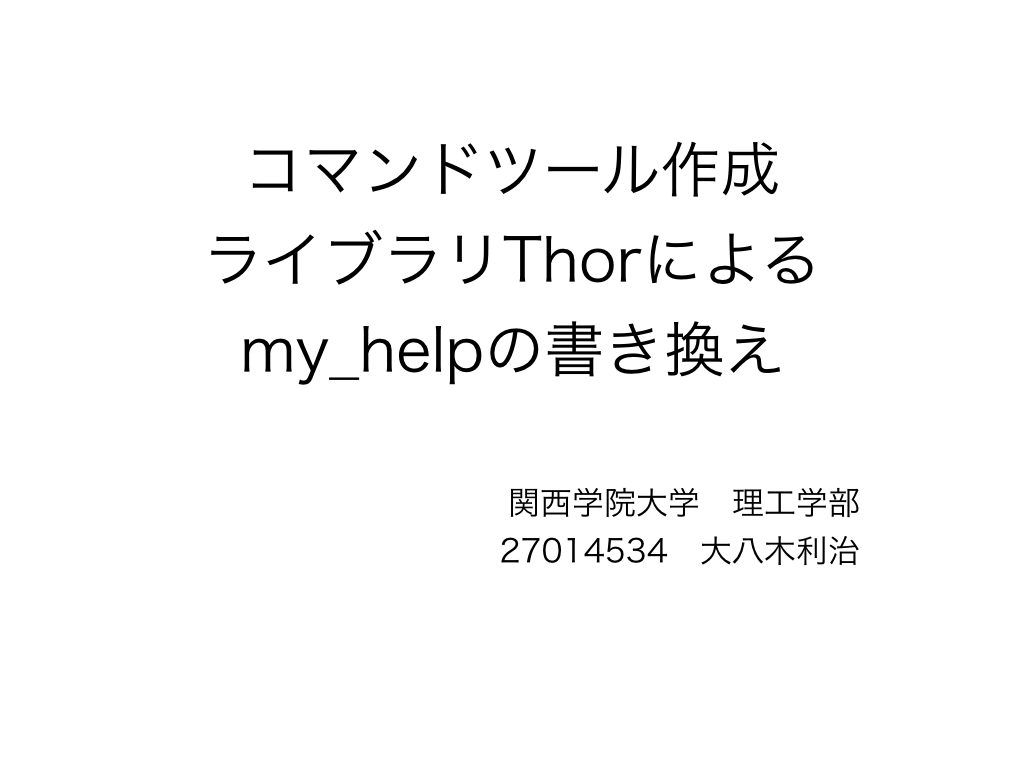 コマンドツール作成
ライブラリThorによる
my_helpの書き換え
関西学院大学　理工学部
27014534　大八木利治